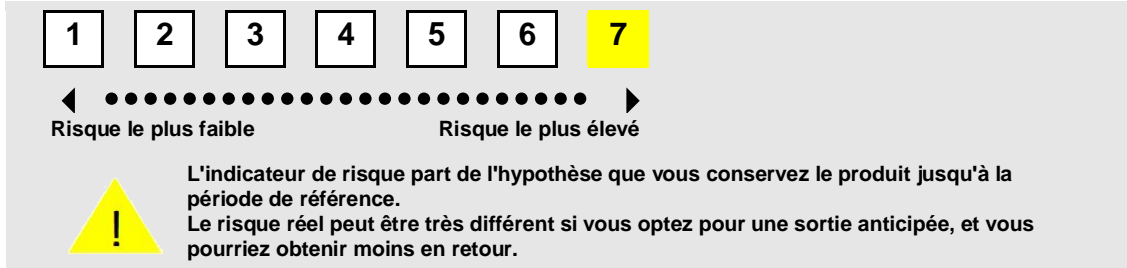 1 2 3 4 5 6 7
Risque le plus faible Risque le plus élevé
L'indicateur de risque part de l'hypothèse que vous conservez le produit jusqu'à la
période de référence.
Le risque réel peut être très différent si vous optez pour une sortie anticipée, et vous
pourriez obtenir moins en retour.
!